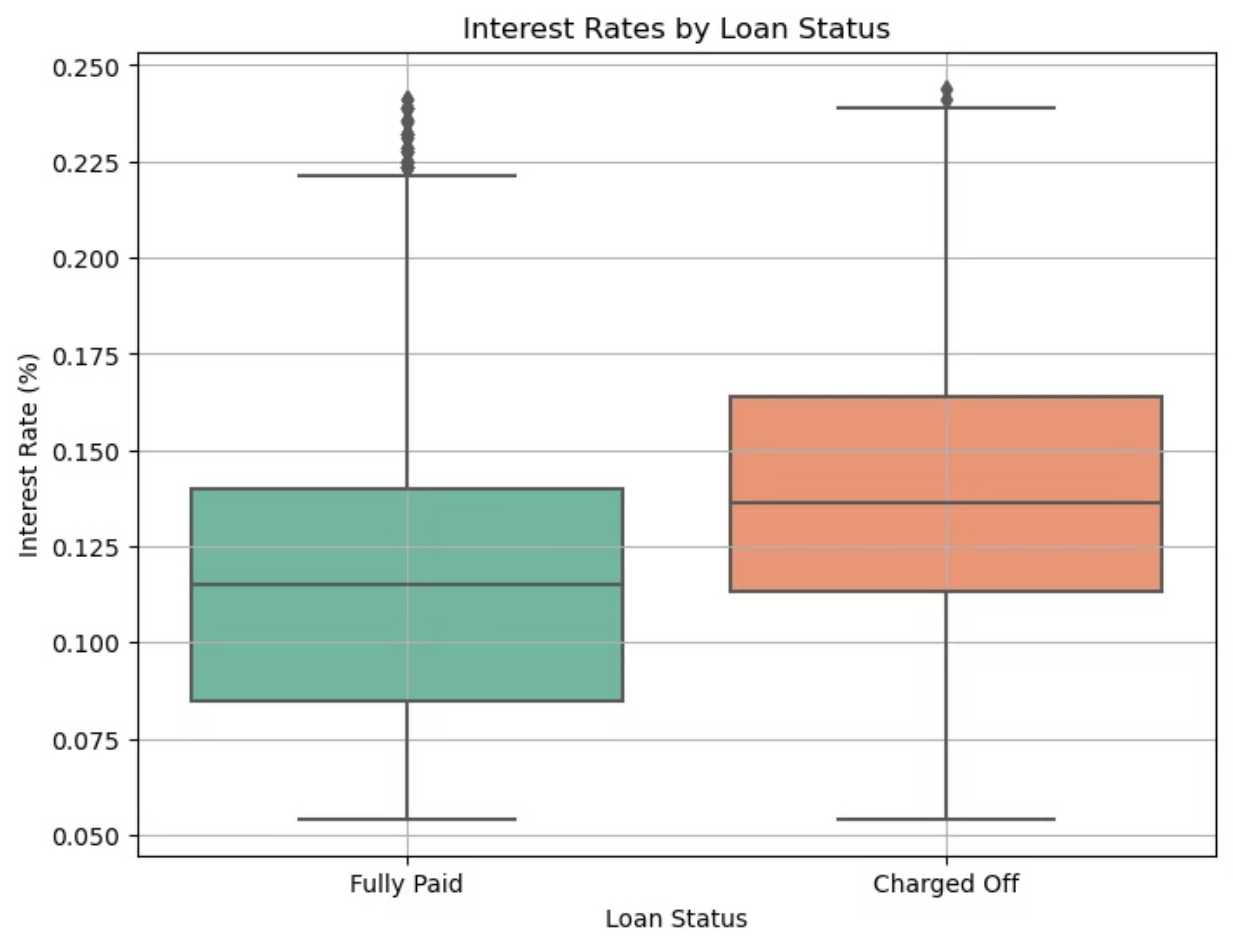 Interest Rates by Loan Status
Interest Rate (%)
0.250
0.225
0.200
0.175
0.150
0.125
0.100
0.075
0.050
Fully Paid
Charged Off
Loan Status